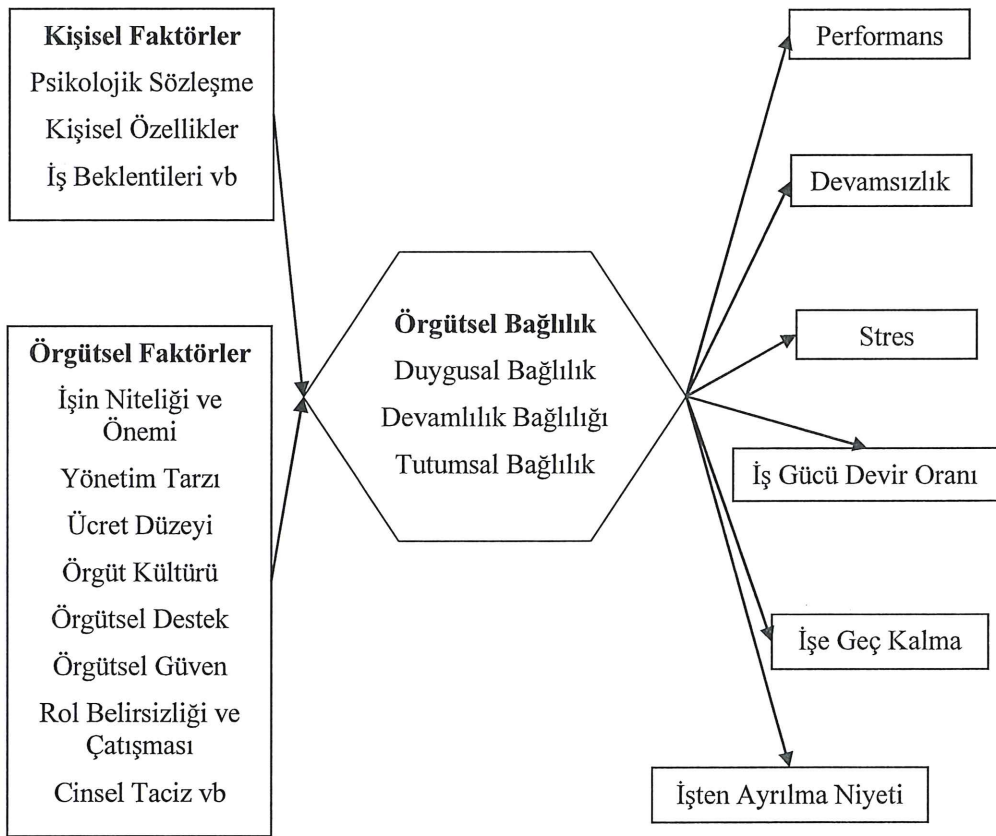 Kişisel Faktörler
Psikolojik Sözleşme
Kişisel Özellikler
İş Beklentileri vb
Örgütsel Faktörler
İşin Niteliği ve
Önemi
Yönetim Tarzı
Ücret Düzeyi
Örgüt Kültürü
Örgütsel Destek
Örgütsel Güven
Rol Belirsizliği ve
Çatışması
Cinsel Taciz vb
Örgütsel Bağlılık
Duygusal Bağlılık
Devamlılık Bağlılığı
Tutumsal Bağlılık
Performans
Devamsızlık
Stres
İş Gücü Devir Oranı
İşe Geç Kalma
İşten Ayrılma Niyeti